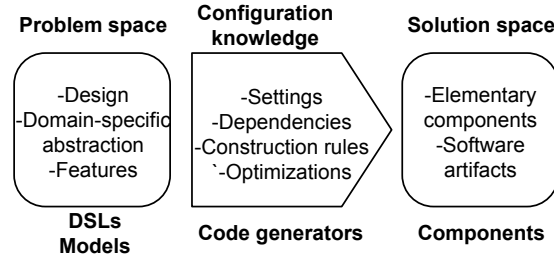 Problem space
Configuration
knowledge
Solution space
-Design
-Domain-specific
abstraction
-Features
-Settings
-Dependencies
-Construction rules
`-Optimizations
-Elementary
components
-Software
artifacts
DSLs
Models
Code generators
Components